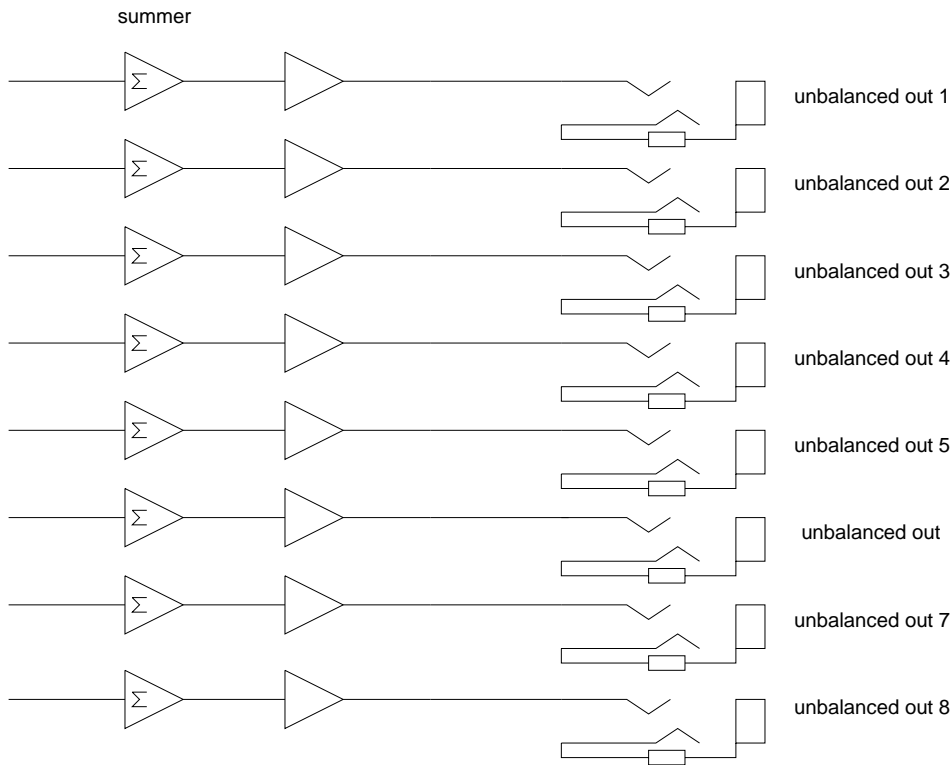 summer
Σ
unbalanced out 1
Σ
unbalanced out 2
Σ
unbalanced out 3
Σ
unbalanced out 4
Σ
unbalanced out 5
Σ
unbalanced out
Σ
unbalanced out 7
Σ
unbalanced out 8